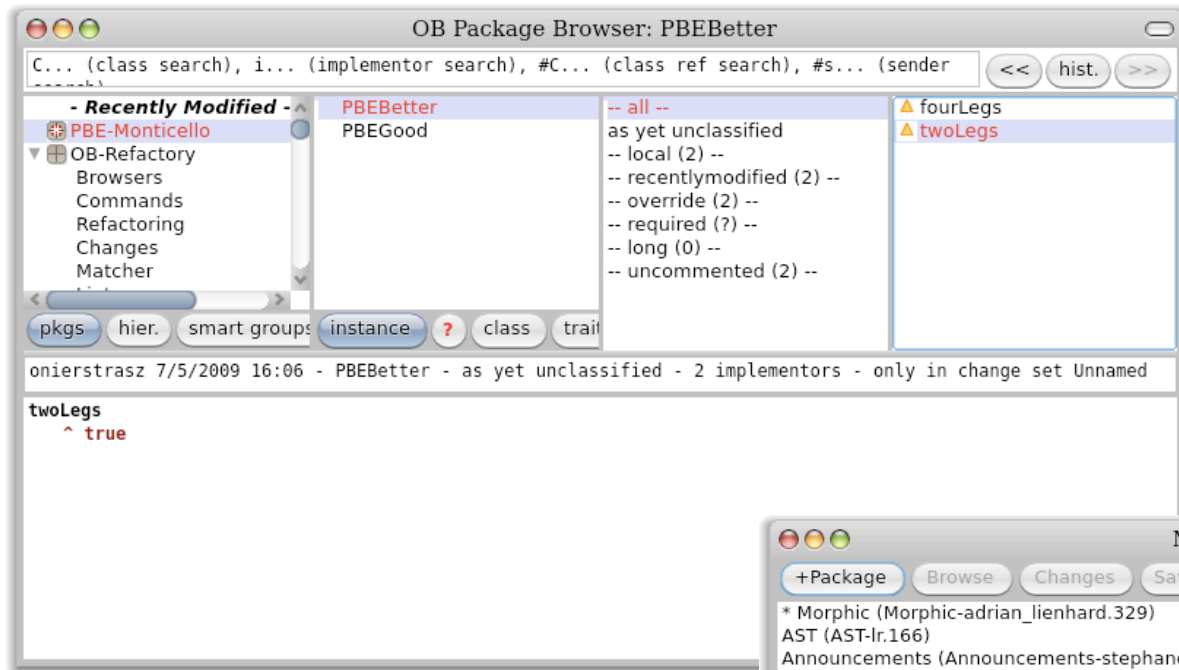 OB Package Browser: PBEBetter
C... (class search), i... (implementor search), #C... (class ref search), #s... (sender
<< hist. >>
- Recently Modified -
PBE-Monticello
OB-Refactory
Browsers
Commands
Refactoring
Changes
Matcher
PBEBetter
PBEGood
-- all --
as yet unclassified
-- local (2) --
-- recentlymodified (2) --
-- override (2) --
-- required (?) --
-- long (0) --
-- uncommented (2) --
fourLegs
twoLegs
pkgs hier. smart groups instance ? class trait
onierstrasz 7/5/2009 16:06 - PBEBetter - as yet unclassified - 2 implementors - only in change set Unnamed
twoLegs
^ true
+Package Browse Changes
* Morphic (Morphic-adrian_lienhard.329)
AST (AST-lr.166)
Announcements (Announcements-stephan